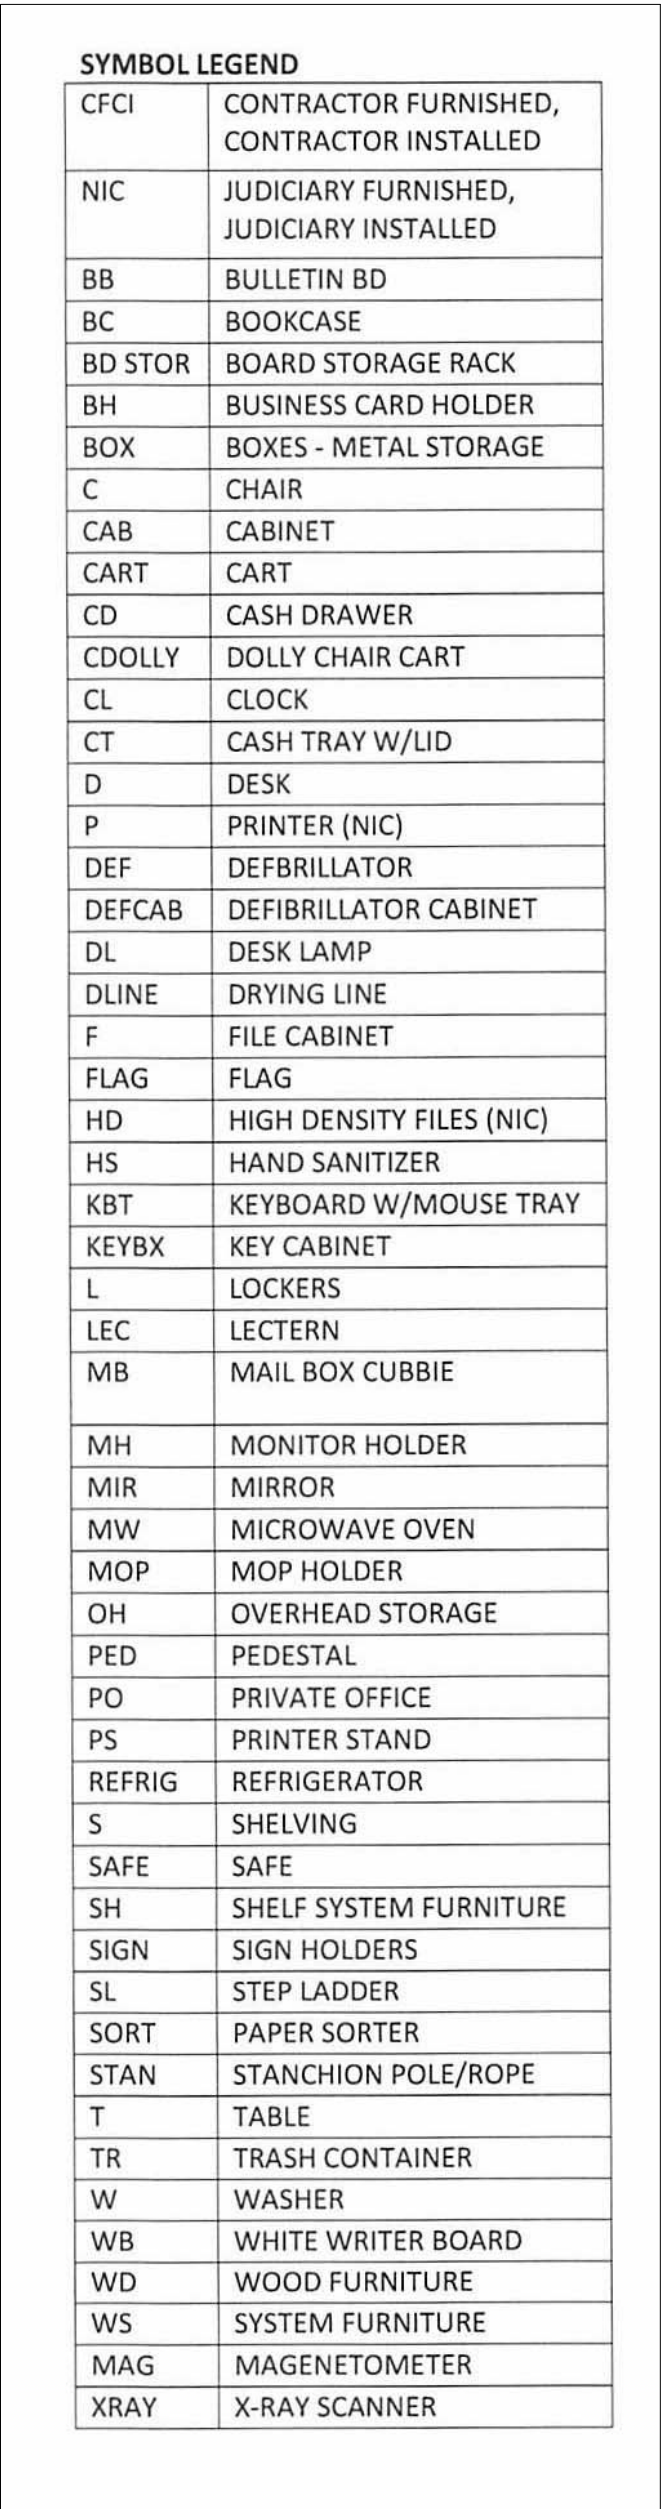 SYMBOL LEGEND
CFCI CONTRACTOR FURNISHED,
CONTRACTOR INSTALLED
NIC JUDICIARY FURNISHED,
JUDICIARY INSTALLED
BB BULLETIN BD
BC BOOKCASE
BD STOR BOARD STORAGE RACK
BH BUSINESS CARD HOLDER
BOX BOXES - METAL STORAGE
C CHAIR
CAB CABINET
CART CART
CD CASH DRAWER
CDOLLY DOLLY CHAIR CART
CL CLOCK
CT CASH TRAY W/LID
D DESK
P PRINTER (NIC)
DEF DEFBRILLATOR
DEFCAB DEFIBRILLATOR CABINET
DL DESK LAMP
DLINE DRYING LINE
F FILE CABINET
FLAG FLAG
HD HIGH DENSITY FILES (NIC)
HS HAND SANITIZER
KBT KEYBOARD W/MOUSE TRAY
KEYBX KEY CABINET
L LOCKERS
LEC LECTERN
MB MAIL BOX CUBBIE
MH MONITOR HOLDER
MIR MIRROR
MW MICROWAVE OVEN
MOP MOP HOLDER
OH OVERHEAD STORAGE
PED PEDESTAL
PO PRIVATE OFFICE
PS PRINTER STAND
REFRIG REFRIGERATOR
S SHELVING
SAFE SAFE
SH SHELF SYSTEM FURNITURE
SIGN SIGN HOLDERS
SL STEP LADDER
SORT PAPER SORTER
STAN STANCHION POLE/ROPE
T TABLE
TR TRASH CONTAINER
W WASHER
WB WHITE WRITER BOARD
WD WOOD FURNITURE
WS SYSTEM FURNITURE
MAG MAGENETOMETER
XRAY X-RAY SCANNER